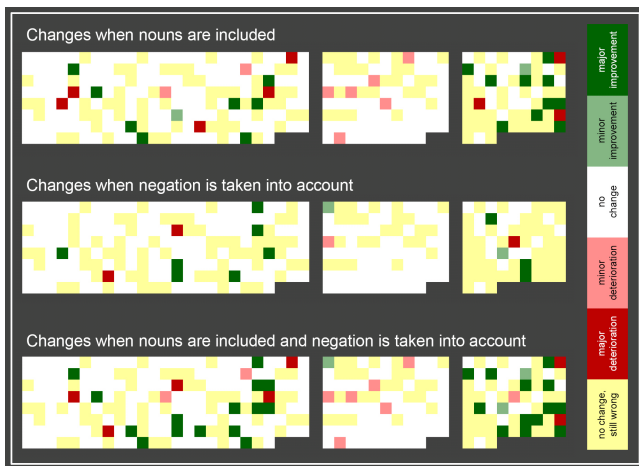 Changes when nouns are included
Changes when negation is taken into account
Changes when nouns are included and negation is taken into account
major
improvement
minor
improvement
no
change
minor
deterioration
major
deterioration
no change,
still wrong